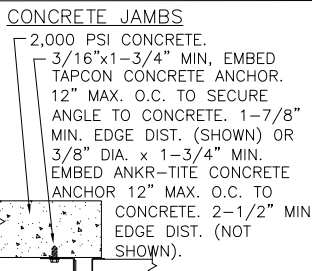 CONCRETE JAMBS
2,000 PSI CONCRETE.
3/16"x1-3/4" MIN, EMBED
TAPCON CONCRETE ANCHOR.
12" MAX. O.C. TO SECURE
ANGLE TO CONCRETE. 1-7/8"
MIN. EDGE DIST. (SHOWN) OR
3/8" DIA. x 1-3/4" MIN.
EMBED ANKR-TITE CONCRETE
ANCHOR 12" MAX. O.C. TO
CONCRETE. 2-1/2" MIN
EDGE DIST. (NOT
SHOWN).